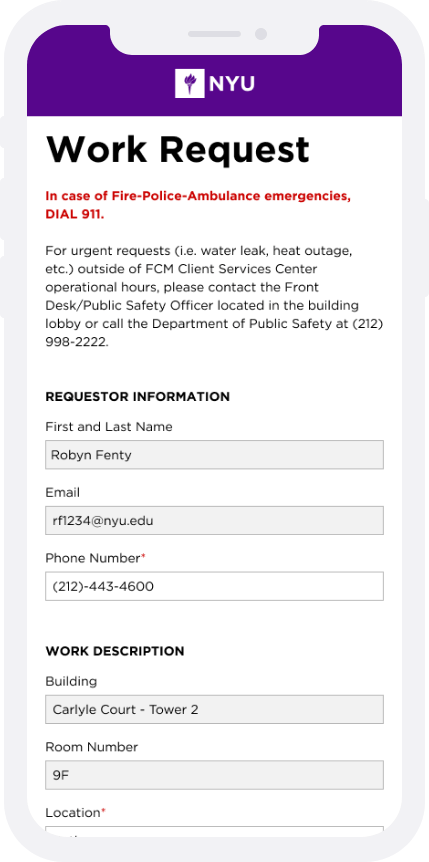 NYU
Work Request
In case of Fire-Police-Ambulance emergencies,
DIAL 911.
For urgent requests (i.e. water leak, heat outage,
etc.) outside of FCM Client Services Center
operational hours, please contact the Front
Desk/Public Safety Officer located in the building
lobby or call the Department of Public Safety at (212)
998-2222.
REQUESTOR INFORMATION
First and Last Name
Robyn Fenty
Email
rf1234@nyu.edu
Phone Number*
(212)-443-4600
WORK DESCRIPTION
Building
Carlyle Court - Tower 2
Room Number
9F
Location*